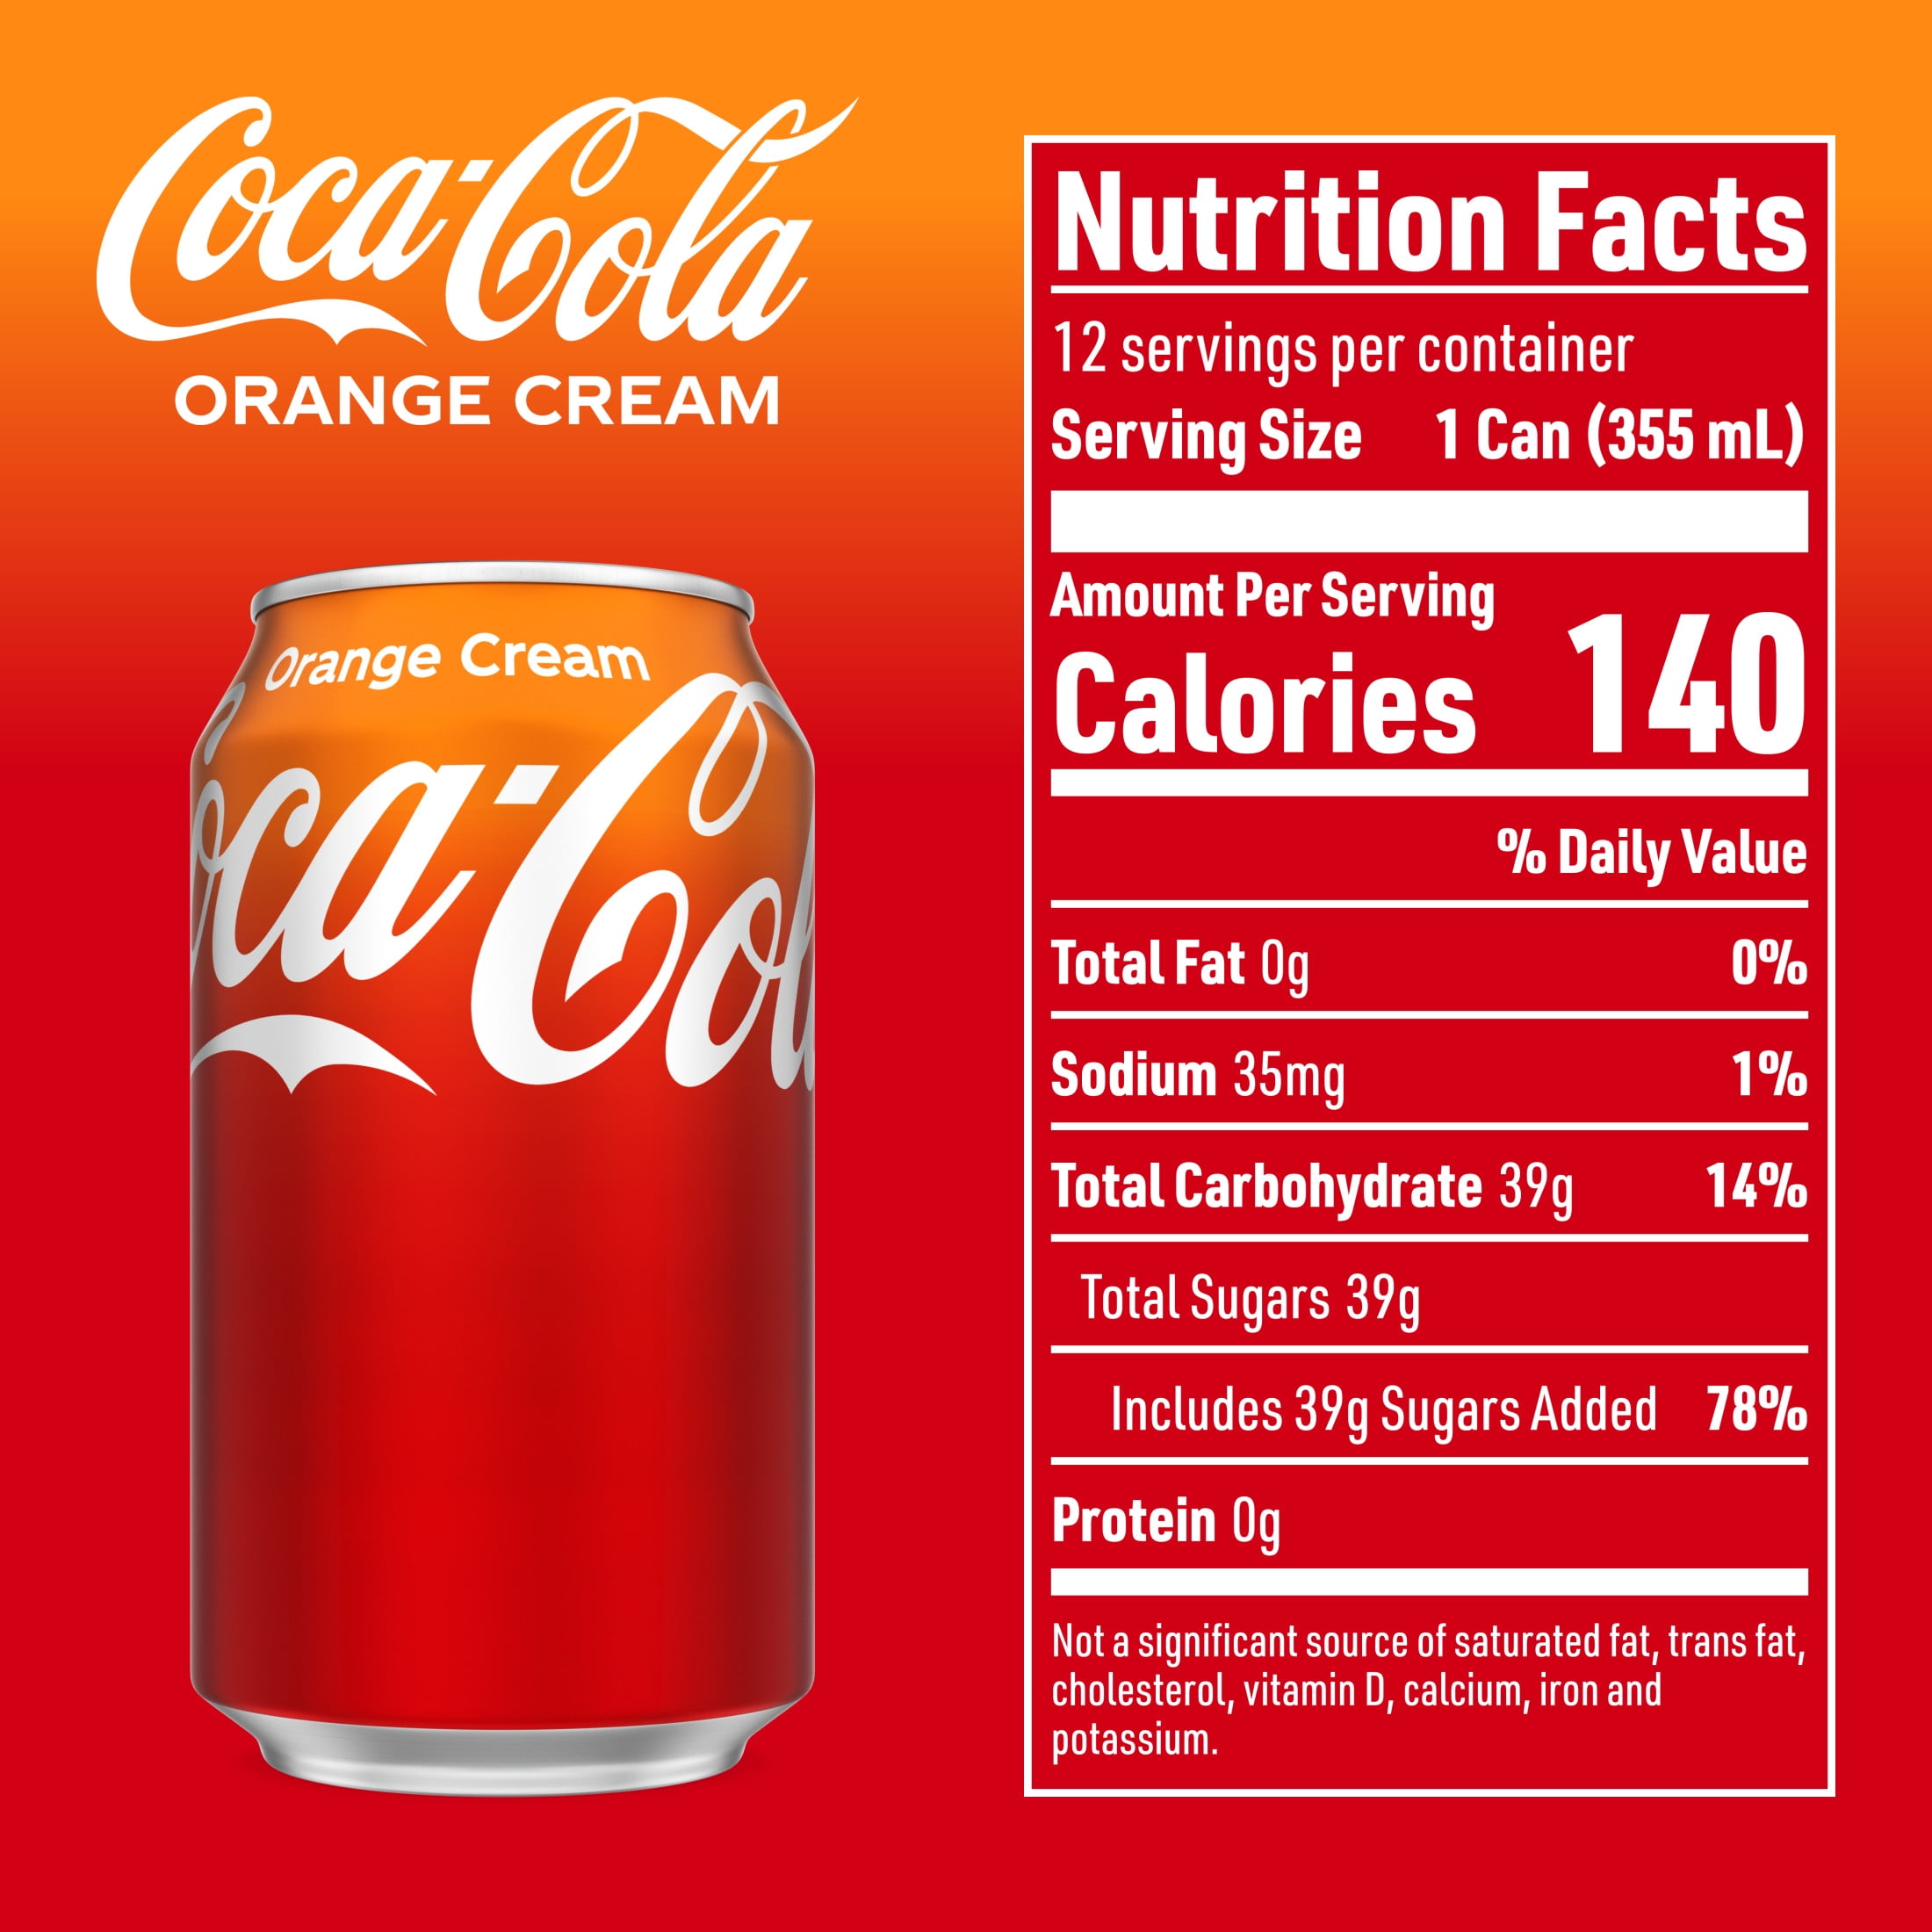 Coca-Cola
ORANGE CREAM
Orange Cream
Coca-Cola
Nutrition Facts
12 servings per container
Serving Size 1 Can (355 mL)
Amount Per Serving
Calories 140
% Daily Value
Total Fat 0g 0%
Sodium 35mg 1%
Total Carbohydrate 39g 14%
Total Sugars 39g
Includes 39g Sugars Added 78%
Protein 0g
Not a significant source of saturated fat, trans fat,
cholesterol, vitamin D, calcium, iron and
potassium.